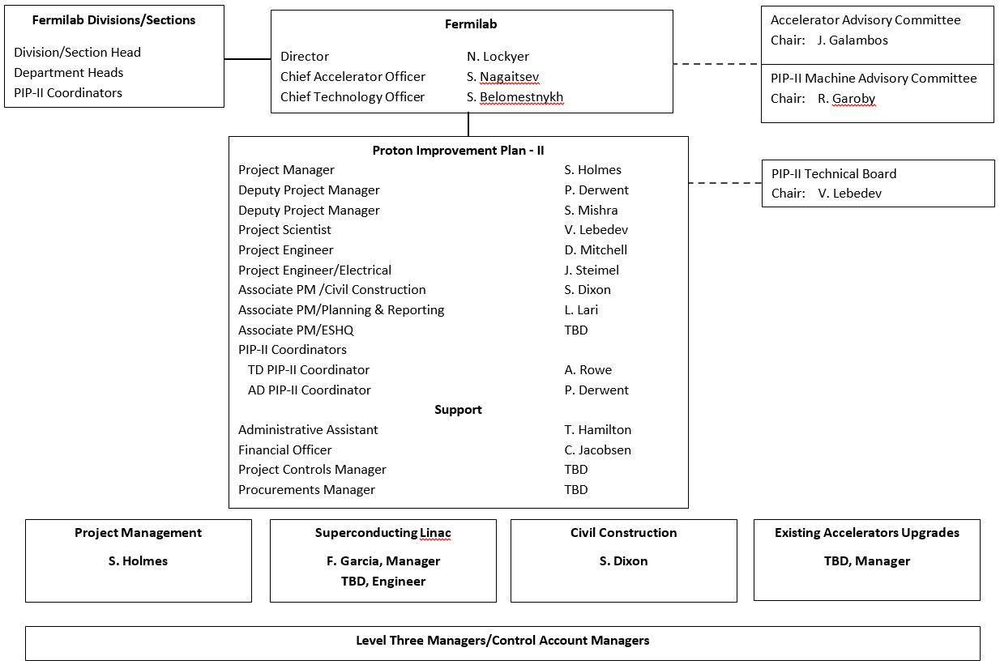 Fermilab Divisions/Sections
Division/Section Head
Department Heads
PIP-II Coordinators
Fermilab
Director N. Lockyer
Chief Accelerator Officer S. Nagaitsev
Chief Technology Officer S. Belomestnykh
Accelerator Advisory Committee
Chair: J. Galambos
PIP-II Machine Advisory Committee
Chair: R. Garoby
Proton Improvement Plan - II
Project Manager S. Holmes
Deputy Project Manager P. Derwent
Deputy Project Manager S. Mishra
Project Scientist V. Lebedev
Project Engineer D. Mitchell
Project Engineer/Electrical J. Steimel
Associate PM /Civil Construction S. Dixon
Associate PM/Planning & Reporting L. Lari
Associate PM/ESHQ TBD
PIP-II Coordinators
TD PIP-II Coordinator A. Rowe
AD PIP-II Coordinator P. Derwent
Support
Administrative Assistant T. Hamilton
Financial Officer C. Jacobsen
Project Controls Manager TBD
Procurements Manager TBD
PIP-II Technical Board
Chair: V. Lebedev
Project Management
S. Holmes
Superconducting Linac
F. Garcia, Manager
TBD, Engineer
Civil Construction
S. Dixon
Existing Accelerators Upgrades
TBD, Manager
Level Three Managers/Control Account Managers